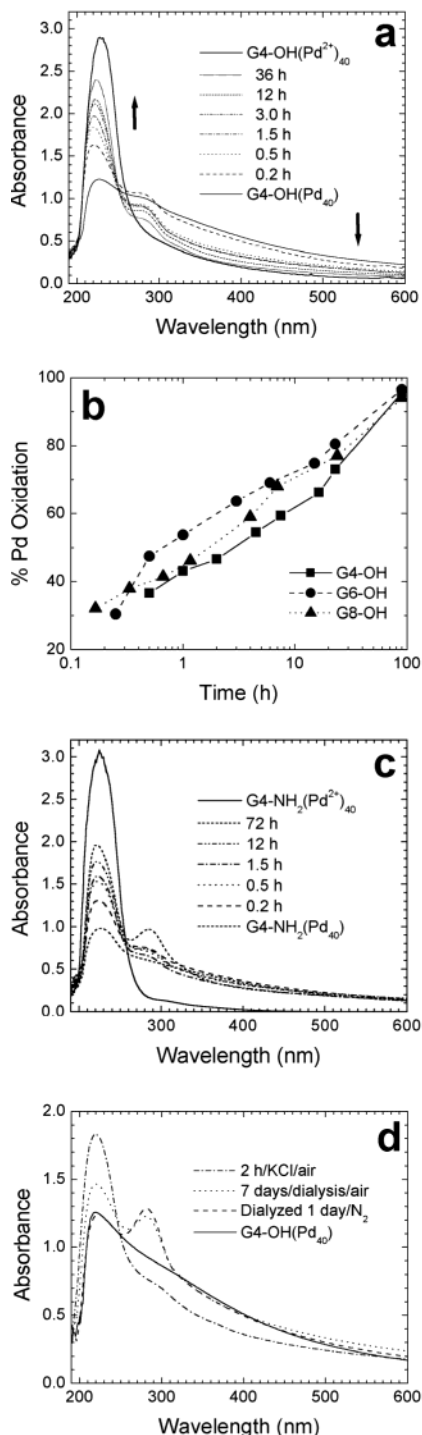 a
3.0
2.5
2.0
1.5
1.0
0.5
0.0
Absorbance
G4-OH(Pd²⁺)₄₀
36 h
12 h
3.0 h
1.5 h
0.5 h
0.2 h
G4-OH(Pd₄₀)
200 300 400 500 600
Wavelength (nm)
b
100
80
60
40
20
% Pd Oxidation
G4-OH
G6-OH
G8-OH
0.1 1 10 100
Time (h)
c
3.0
2.5
2.0
1.5
1.0
0.5
0.0
Absorbance
G4-NH₂(Pd²⁺)₄₀
72 h
12 h
1.5 h
0.5 h
0.2 h
G4-NH₂(Pd₄₀)
200 300 400 500 600
Wavelength (nm)
d
2.0
1.5
1.0
0.5
0.0
Absorbance
2 h/KCl/air
7 days/dialysis/air
Dialyzed 1 day/N₂
G4-OH(Pd₄₀)
200 300 400 500 600
Wavelength (nm)